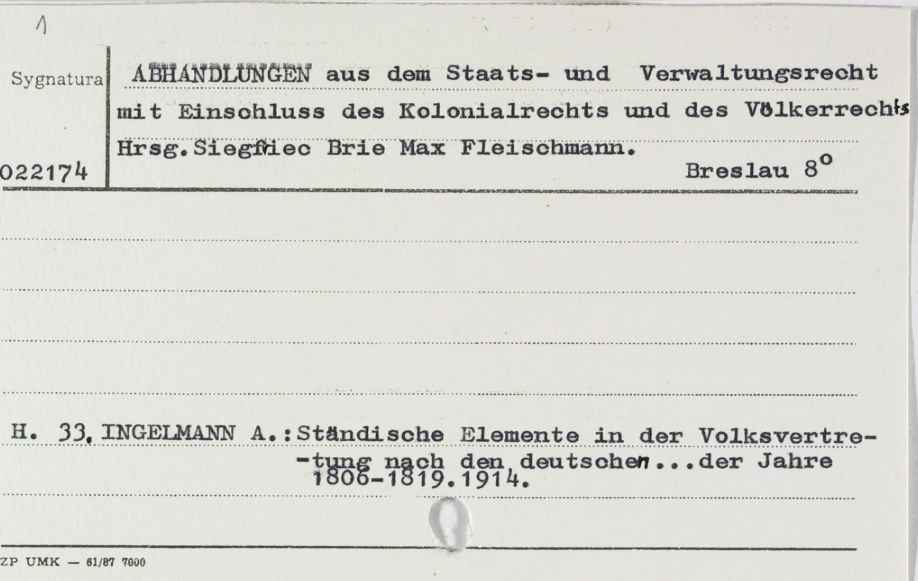 1
Sygnatura
ABHANDLUNGEN aus dem Staats- und Verwaltungsrecht
mit Einschluss des Kolonialrechts und des Völkerrechts
Hrsg. Brie Max Fleischmann.
022174
Breslau 8º
H. 33. INGELMANN A.:Ständische Elemente in der Volksvertre-
-tung nach den deutschen...der Jahre
1806-1819.1914.
ZP UMK — 61/87 7000